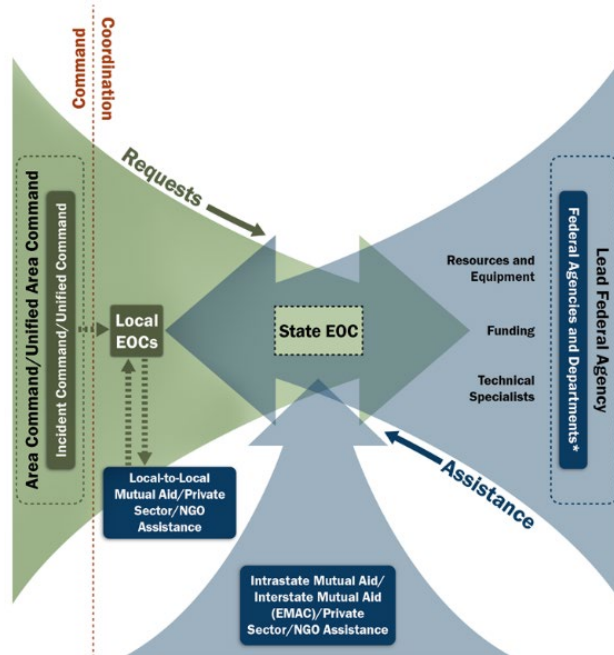 Command
Coordination
Requests
Area Command/Unified Area Command
Incident Command/Unified Command
Local
EOCs
State EOC
Resources and
Equipment
Funding
Technical
Specialists
Federal Agencies and Departments*
Lead Federal Agency
Assistance
Local-to-Local
Mutual Aid/Private
Sector/NGO
Assistance
Intrastate Mutual Aid/
Interstate Mutual Aid
(EMAC)/Private
Sector/NGO Assistance